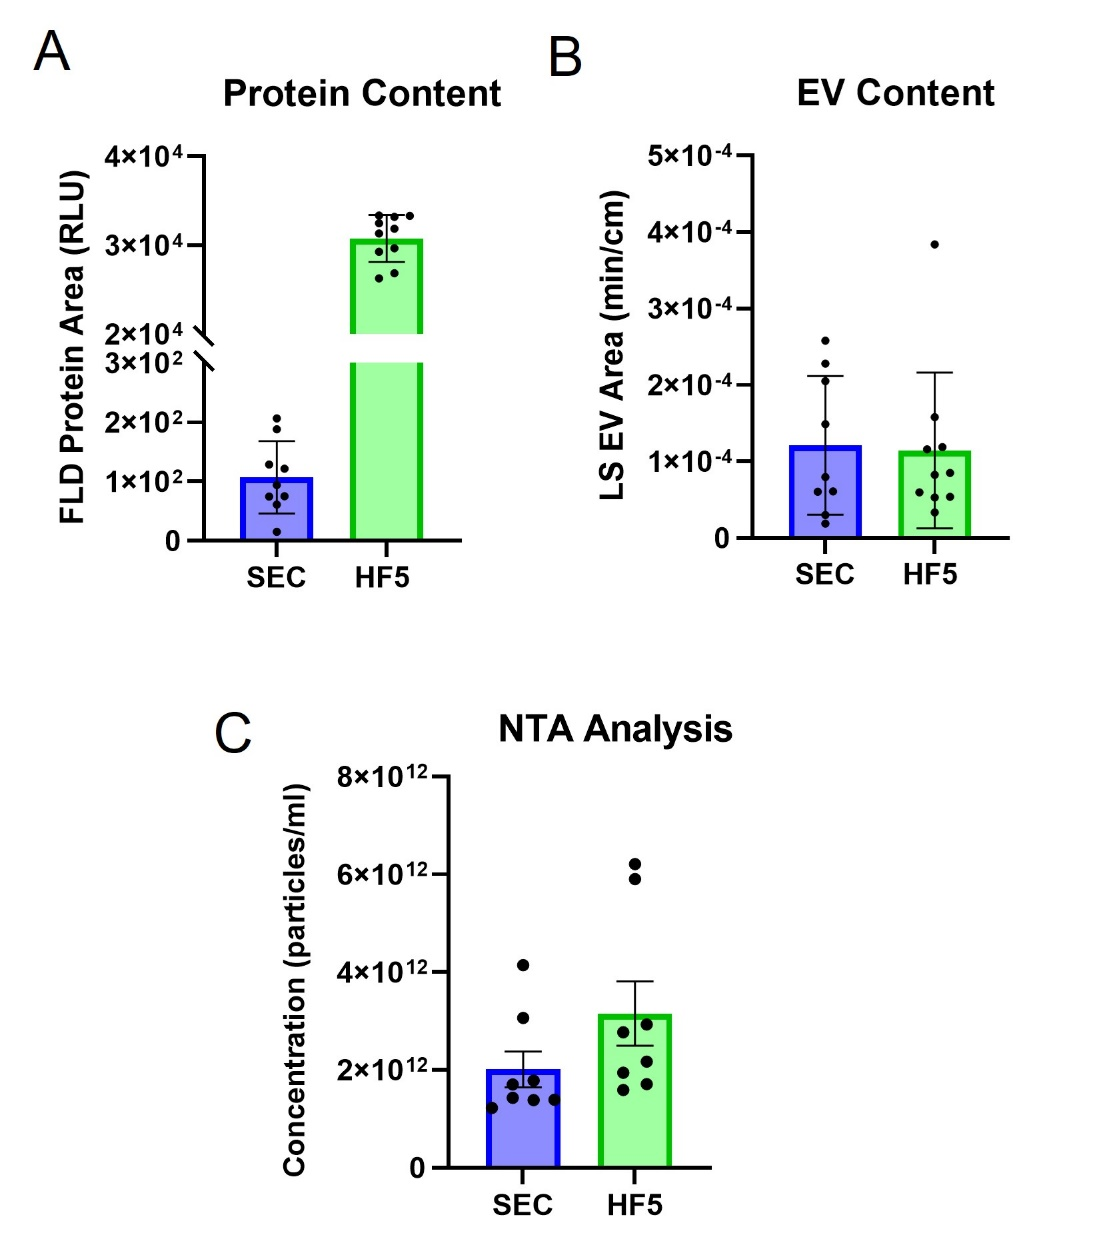 A
Protein Content
FLD Protein Area (RLU)
4×10⁴
3×10⁴
2×10⁴
3×10²
2×10²
1×10²
0
SEC
HF5
B
EV Content
LS EV Area (min/cm)
5×10⁻⁴
4×10⁻⁴
3×10⁻⁴
2×10⁻⁴
1×10⁻⁴
0
SEC
HF5
C
NTA Analysis
Concentration (particles/ml)
8×10¹²
6×10¹²
4×10¹²
2×10¹²
0
SEC
HF5